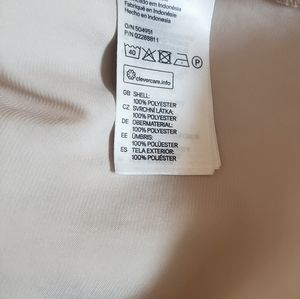 Fabriqué en Indonésie
Hecho en Indonesia
O/N 504951
P/N 02288811
40
P
clevercare.info
GB SHELL:
100% POLYESTER
CZ SVRCHNÍ LÁTKA:
100% POLYESTER
DE OBERSTOFF:
100% POLYESTER
EE ÜMBRIS:
100% POLÜESTER
ES TELA EXTERIOR:
100% POLIÉSTER